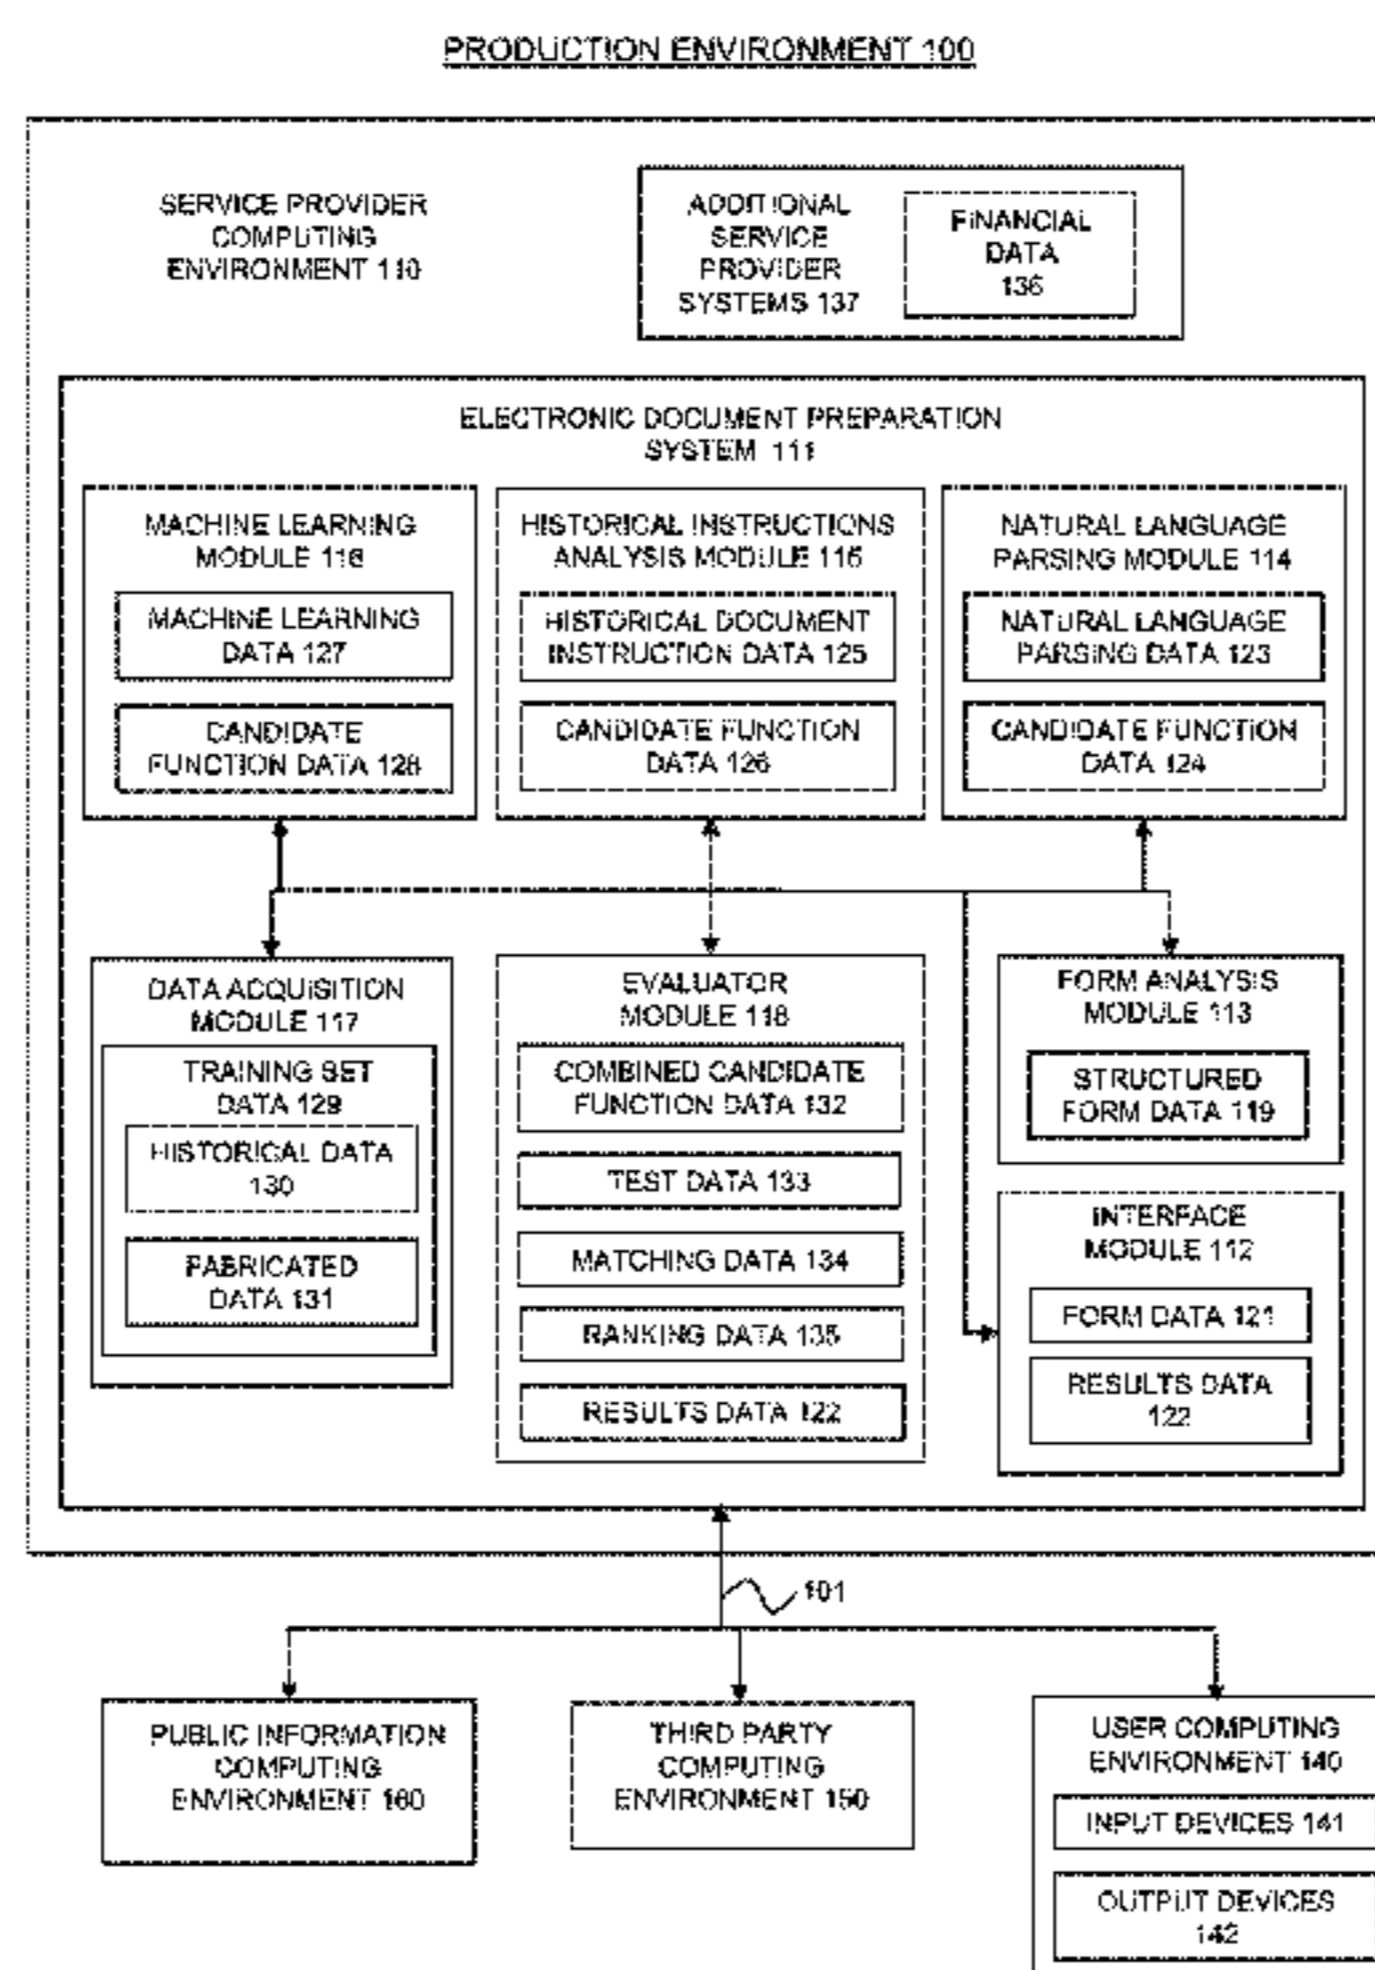 PRODUCTION ENVIRONMENT 100
SERVICE PROVIDER
COMPUTING
ENVIRONMENT 110
ADDITIONAL
SERVICE
PROVIDER
SYSTEMS 137
FINANCIAL
DATA
136
ELECTRONIC DOCUMENT PREPARATION
SYSTEM 111
MACHINE LEARNING
MODULE 116
MACHINE LEARNING
DATA 127
CANDIDATE
FUNCTION DATA 128
HISTORICAL INSTRUCTIONS
ANALYSIS MODULE 115
HISTORICAL DOCUMENT
INSTRUCTION DATA 125
CANDIDATE FUNCTION
DATA 126
NATURAL LANGUAGE
PARSING MODULE 114
NATURAL LANGUAGE
PARSING DATA 123
CANDIDATE FUNCTION
DATA 124
DATA ACQUISITION
MODULE 117
TRAINING SET
DATA 129
HISTORICAL DATA
130
FABRICATED
DATA 131
EVALUATOR
MODULE 118
COMBINED CANDIDATE
FUNCTION DATA 132
TEST DATA 133
MATCHING DATA 134
RANKING DATA 135
RESULTS DATA 122
FORM ANALYSIS
MODULE 113
STRUCTURED
FORM DATA 119
INTERFACE
MODULE 112
FORM DATA 121
RESULTS DATA
122
101
PUBLIC INFORMATION
COMPUTING
ENVIRONMENT 160
THIRD PARTY
COMPUTING
ENVIRONMENT 150
USER COMPUTING
ENVIRONMENT 140
INPUT DEVICES 141
OUTPUT DEVICES
142